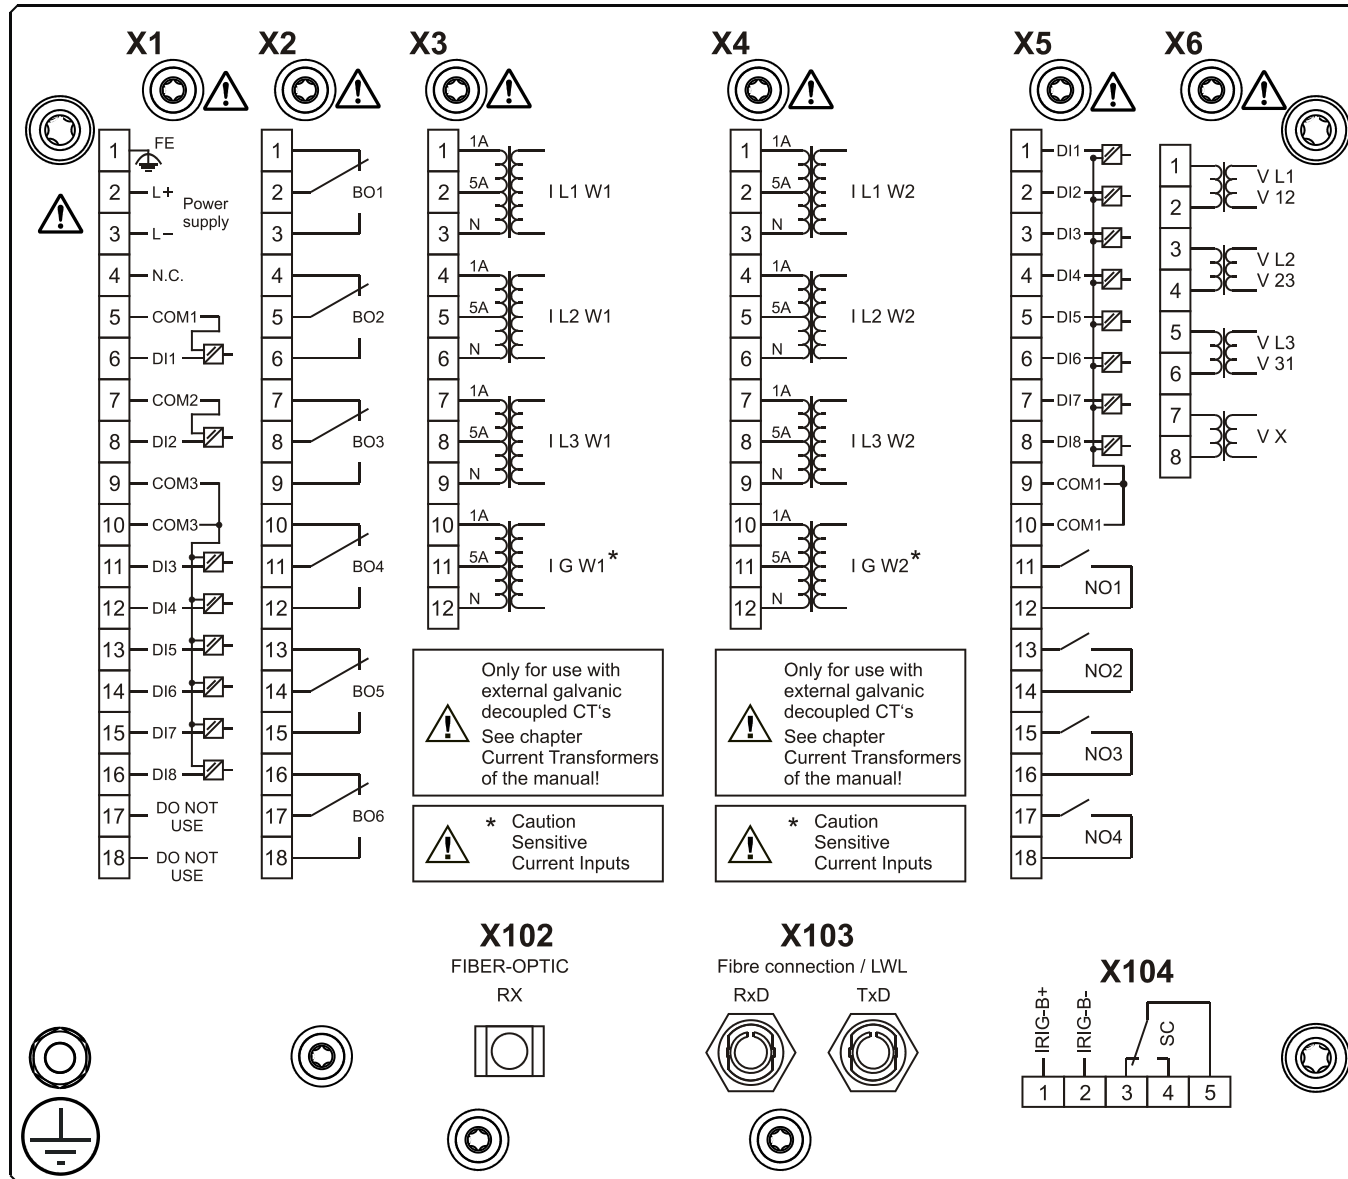 X1 X2 X3 X4 X5 X6
1 FE
2 L+ Power supply
3 L−
4 N.C.
5 COM1
6 DI1
7 COM2
8 DI2
9 COM3
10 COM3
11 DI3
12 DI4
13 DI5
14 DI6
15 DI7
16 DI8
17 DO NOT USE
18 DO NOT USE
1
2 BO1
3
4
5 BO2
6
7
8 BO3
9
10
11 BO4
12
13
14 BO5
15
16
17 BO6
18
1 1A
2 5A I L1 W1
3 N
4 1A
5 5A I L2 W1
6 N
7 1A
8 5A I L3 W1
9 N
10 1A
11 5A I G W1*
12 N
Only for use with
external galvanic
decoupled CT‘s
See chapter
Current Transformers
of the manual!
* Caution
Sensitive
Current Inputs
1 1A
2 5A I L1 W2
3 N
4 1A
5 5A I L2 W2
6 N
7 1A
8 5A I L3 W2
9 N
10 1A
11 5A I G W2*
12 N
Only for use with
external galvanic
decoupled CT‘s
See chapter
Current Transformers
of the manual!
* Caution
Sensitive
Current Inputs
1 DI1
2 DI2
3 DI3
4 DI4
5 DI5
6 DI6
7 DI7
8 DI8
9 COM1
10 COM1
11
NO1
12
13
NO2
14
15
NO3
16
17
NO4
18
1 V L1
2 V 12
3 V L2
4 V 23
5 V L3
6 V 31
7
V X
8
X102
FIBER-OPTIC
RX
X103
Fibre connection / LWL
RxD TxD
X104
IRIG-B+ IRIG-B- SC
1 2 3 4 5